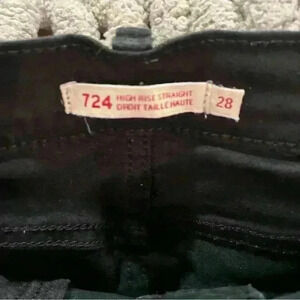 724 HIGH RISE STRAIGHT
DROIT TAILLE HAUTE
28